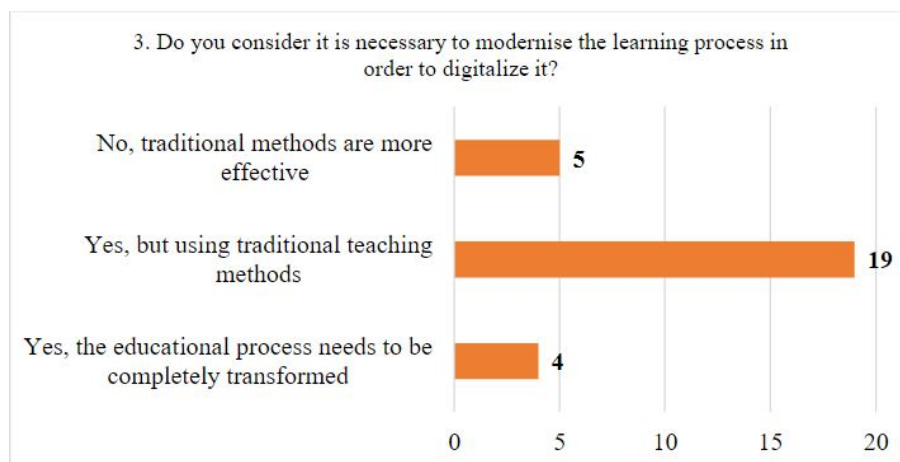 3. Do you consider it is necessary to modernise the learning process in
order to digitalize it?
No, traditional methods are more
effective
5
Yes, but using traditional teaching
methods
19
Yes, the educational process needs to be
completely transformed
4
0 5 10 15 20